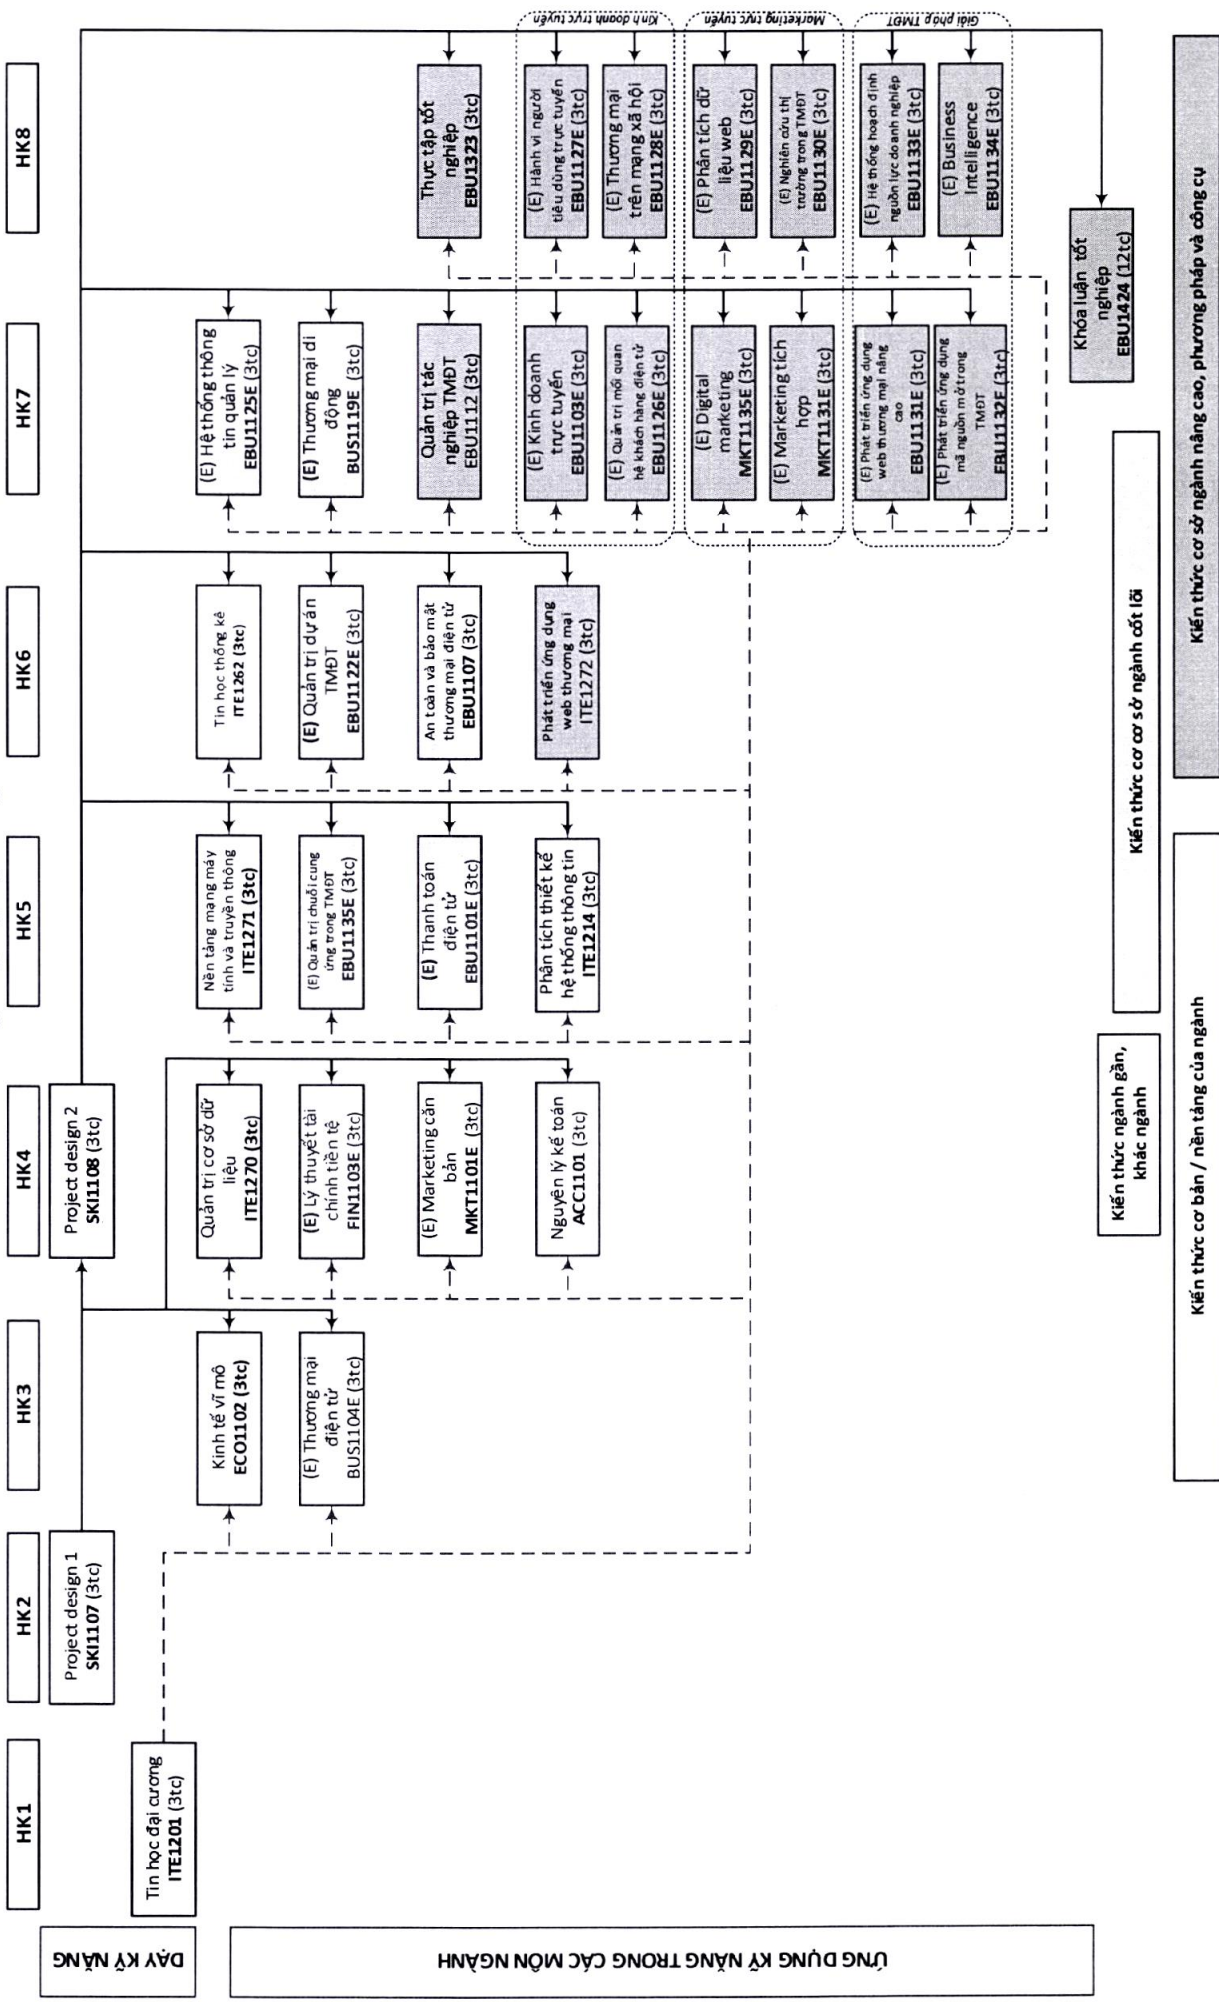 DẠY KỸ NĂNG
ỨNG DỤNG KỸ NĂNG TRONG CÁC MÔN NGÀNH
HK1
Tin học đại cương
ITE1201 (3tc)
HK2
Project design 1
SKI1107 (3tc)
HK3
Kinh tế vĩ mô
ECO1102 (3tc)
(E) Thương mại
điện tử
BUS1104E (3tc)
HK4
Project design 2
SKI1108 (3tc)
Quản trị cơ sở dữ
liệu
ITE1270 (3tc)
(E) Lý thuyết tài
chính tiền tệ
FIN1103E (3tc)
(E) Marketing căn
bản
MKT1101E (3tc)
Nguyên lý kế toán
ACC1101 (3tc)
HK5
Nền tảng mạng máy
tính và truyền thông
ITE1271 (3tc)
(E) Quản trị chuỗi cung
ứng trong TMĐT
EBU1135E (3tc)
(E) Thanh toán
điện tử
EBU1101E (3tc)
Phân tích thiết kế
hệ thống thông tin
ITE1214 (3tc)
HK6
Tin học thống kê
ITE1262 (3tc)
(E) Quản trị dự án
TMĐT
EBU1122E (3tc)
An toàn và bảo mật
thương mại điện tử
EBU1107 (3tc)
Phát triển ứng dụng
web thương mại
ITE1272 (3tc)
HK7
(E) Hệ thống thông
tin quản lý
EBU1125E (3tc)
(E) Thương mại di
động
BUS1119E (3tc)
Quản trị tác
nghiệp TMĐT
EBU1112 (3tc)
(E) Kinh doanh
trực tuyến
EBU1103E (3tc)
(E) Quản trị mối quan
hệ khách hàng điện tử
EBU1126E (3tc)
(E) Digital
marketing
MKT1135E (3tc)
(E) Marketing tích
hợp
MKT1131E (3tc)
(E) Phát triển ứng dụng
web thương mại nâng
cao
EBU1131E (3tc)
(E) Phát triển ứng dụng
mã nguồn mở trong
TMĐT
EBU1132E (3tc)
HK8
Thực tập tốt
nghiệp
EBU1323 (3tc)
(E) Hành vi người
tiêu dùng trực tuyến
EBU1127E (3tc)
(E) Thương mại
trên mạng xã hội
EBU1128E (3tc)
Kinh doanh trực tuyến
(E) Phân tích dữ
liệu web
EBU1129E (3tc)
(E) Nghiên cứu thị
trường trong TMĐT
EBU1130E (3tc)
Marketing trực tuyến
(E) Hệ thống hoạch định
nguồn lực doanh nghiệp
EBU1133E (3tc)
(E) Business
Intelligence
EBU1134E (3tc)
Giải pháp TMĐT
Khóa luận tốt
nghiệp
EBU1424 (12tc)
Kiến thức ngành gần,
khác ngành
Kiến thức cơ cơ sở ngành cốt lõi
Kiến thức cơ bản / nền tảng của ngành
Kiến thức cơ sở ngành nâng cao, phương pháp và công cụ